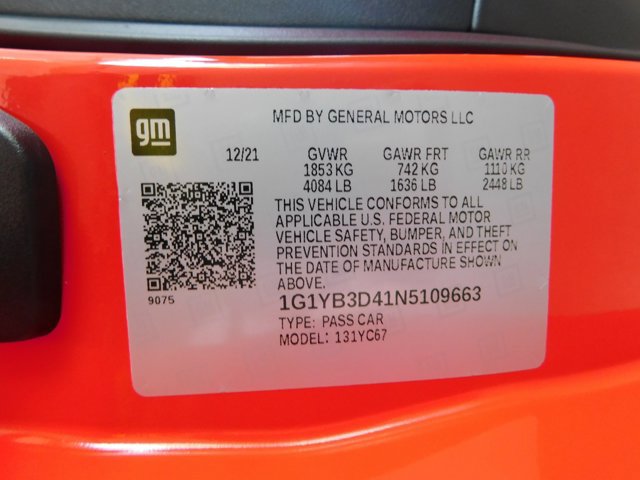 gm
MFD BY GENERAL MOTORS LLC
12/21 GVWR GAWR FRT GAWR RR
1853 KG 742 KG 1110 KG
4084 LB 1636 LB 2448 LB
THIS VEHICLE CONFORMS TO ALL
APPLICABLE U.S. FEDERAL MOTOR
VEHICLE SAFETY, BUMPER, AND THEFT
PREVENTION STANDARDS IN EFFECT ON
THE DATE OF MANUFACTURE SHOWN
ABOVE.
9075
1G1YB3D41N5109663
TYPE: PASS CAR
MODEL: 131YC67